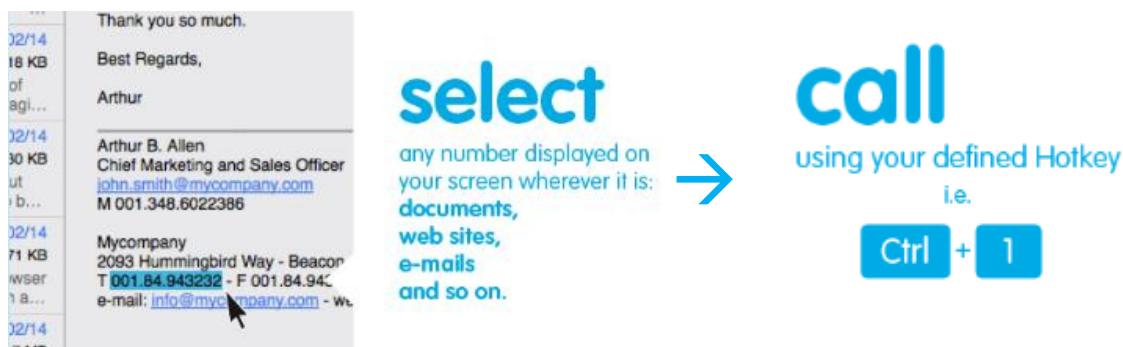 02/14
18 KB
of
agi...
02/14
30 KB
ut
b...
02/14
71 KB
wser
n a...
02/14
Thank you so much.
Best Regards,
Arthur
Arthur B. Allen
Chief Marketing and Sales Officer
john.smith@mycompany.com
M 001.348.6022386
Mycompany
2093 Hummingbird Way - Beacon
T 001.84.943232 - F 001.84.94
e-mail: info@mycompany.com - we
select
any number displayed on
your screen wherever it is:
documents,
web sites,
e-mails
and so on.
call
using your defined Hotkey
i.e.
Ctrl + 1